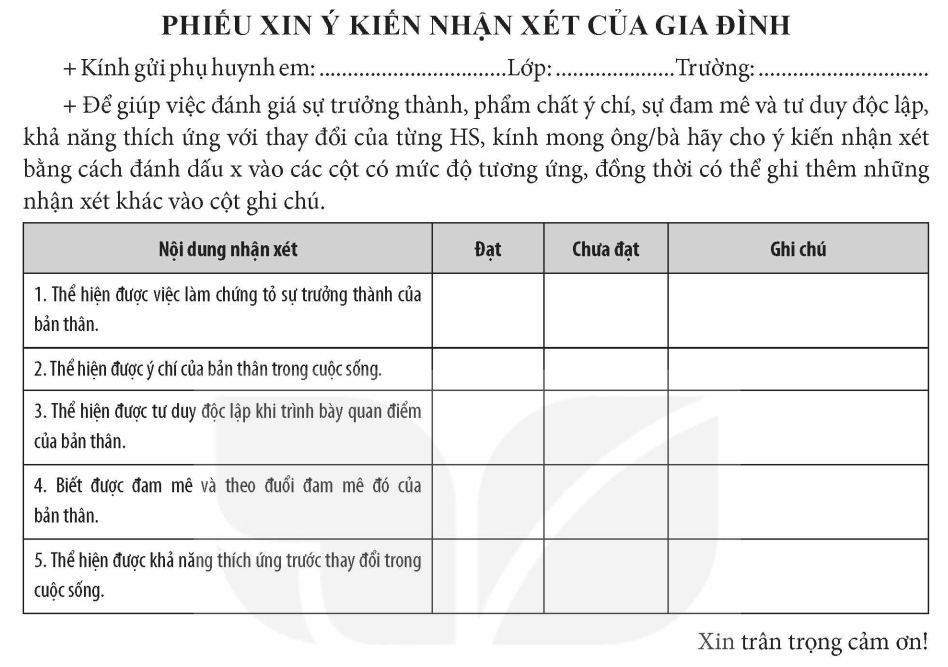 PHIẾU XIN Ý KIẾN NHẬN XÉT CỦA GIA ĐÌNH
+ Kính gửi phụ huynh em: .................................Lớp: .....................Trường: ..............................
+ Để giúp việc đánh giá sự trưởng thành, phẩm chất ý chí, sự đam mê và tư duy độc lập,
khả năng thích ứng với thay đổi của từng HS, kính mong ông/bà hãy cho ý kiến nhận xét
bằng cách đánh dấu x vào các cột có mức độ tương ứng, đồng thời có thể ghi thêm những
nhận xét khác vào cột ghi chú.
Nội dung nhận xét Đạt Chưa đạt Ghi chú
1. Thể hiện được việc làm chứng tỏ sự trưởng thành của
bản thân.
2. Thể hiện được ý chí của bản thân trong cuộc sống.
3. Thể hiện được tư duy độc lập khi trình bày quan điểm
của bản thân.
4. Biết được đam mê và theo đuổi đam mê đó của
bản thân.
5. Thể hiện được khả năng thích ứng trước thay đổi trong
cuộc sống.
Xin trân trọng cảm ơn!